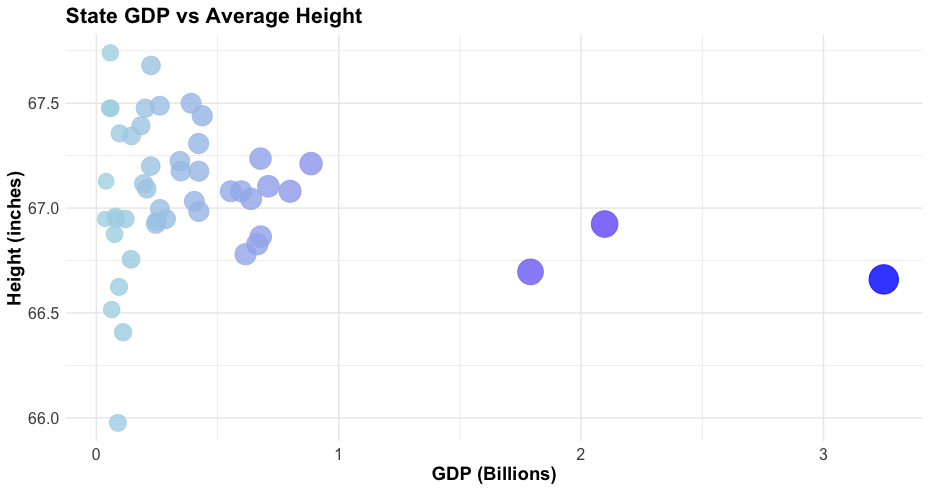 State GDP vs Average Height
Height (inches)
67.5
67.0
66.5
66.0
0 1 2 3
GDP (Billions)